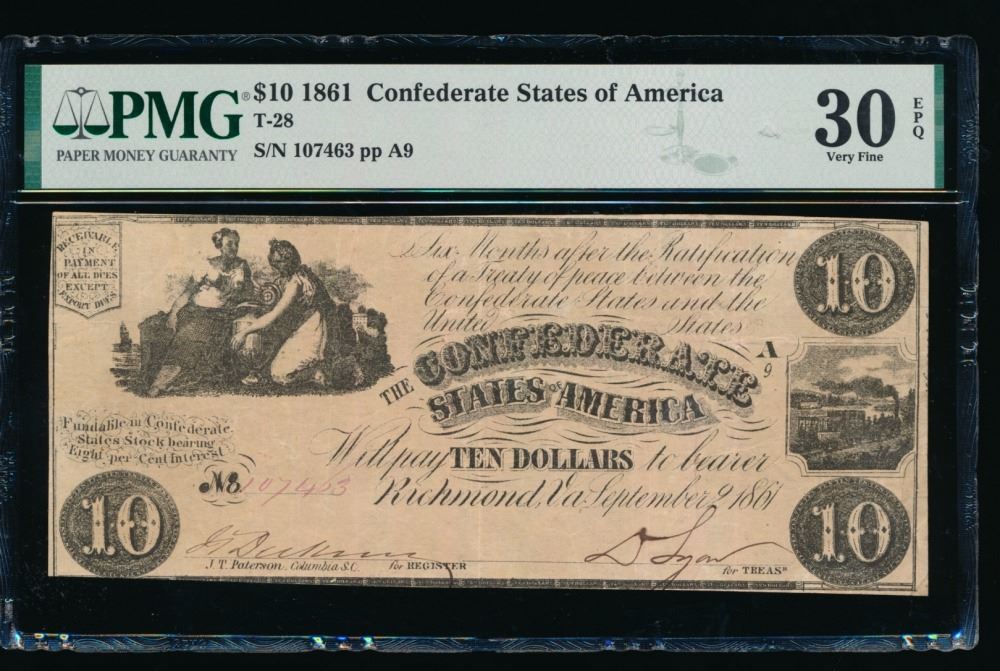 PMG®
PAPER MONEY GUARANTY
$10 1861 Confederate States of America
T-28
S/N 107463 pp A9
30 EPQ
Very Fine
RECEIVABLE
IN
PAYMENT
OF ALL DUES
EXCEPT
EXPORT DUES
Six Months after the Ratification
of a Treaty of peace between the
Confederate States and the
United States
10
A
9
THE CONFEDERATE
STATES OF AMERICA
Fundable in Confederate
States Stock bearing
Eight per Cent Interest
Will pay TEN DOLLARS to bearer
No. 107463
Richmond, Va September 2 1861
10
10
J.T. Paterson, Columbia S.C.
for REGISTER
for TREASR